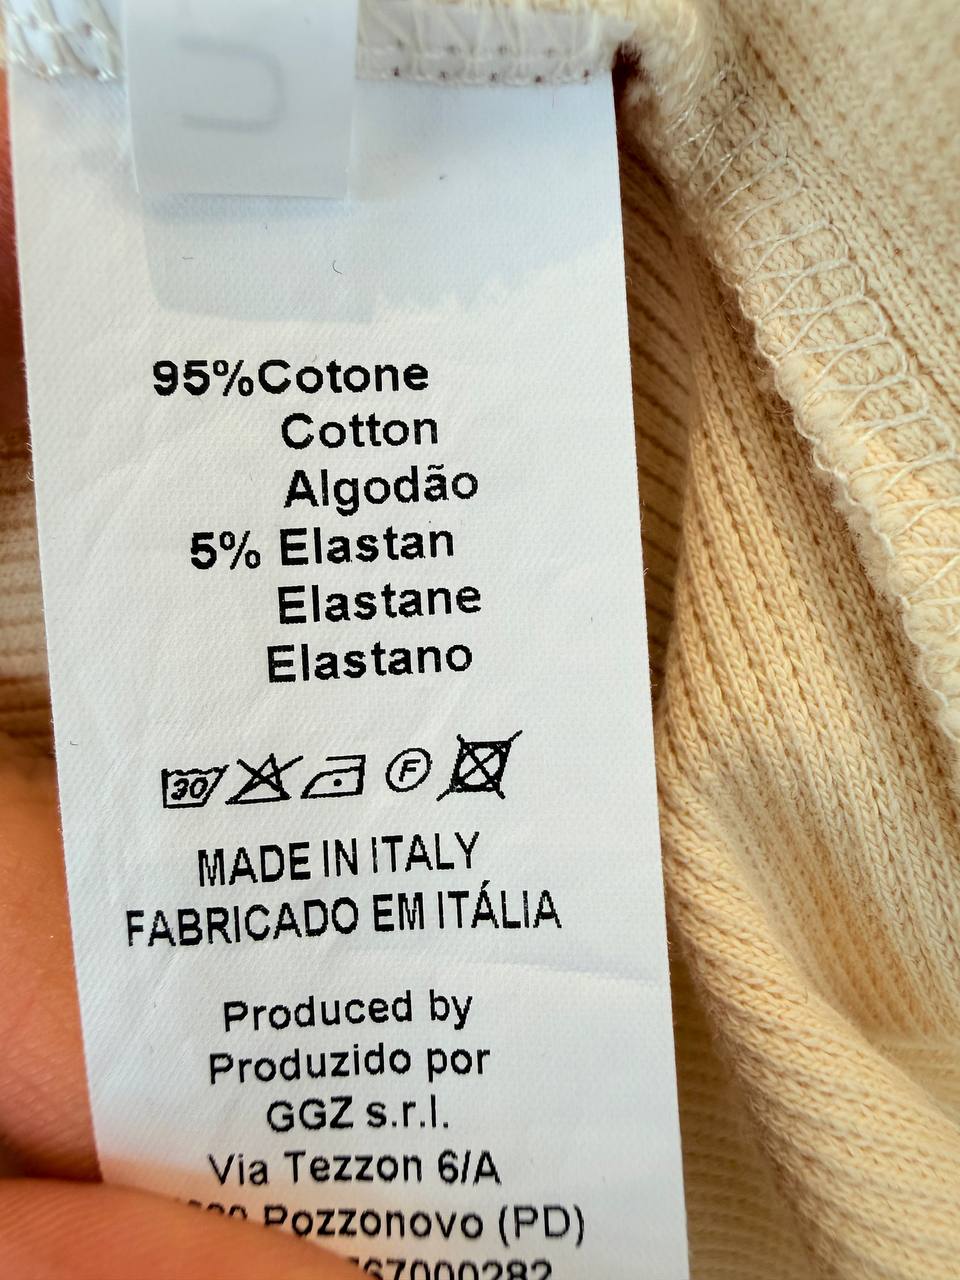 95%Cotone
Cotton
Algodão
5% Elastan
Elastane
Elastano
30 F
MADE IN ITALY
FABRICADO EM ITÁLIA
Produced by
Produzido por
GGZ s.r.l.
Via Tezzon 6/A
Pozzonovo (PD)
67000282